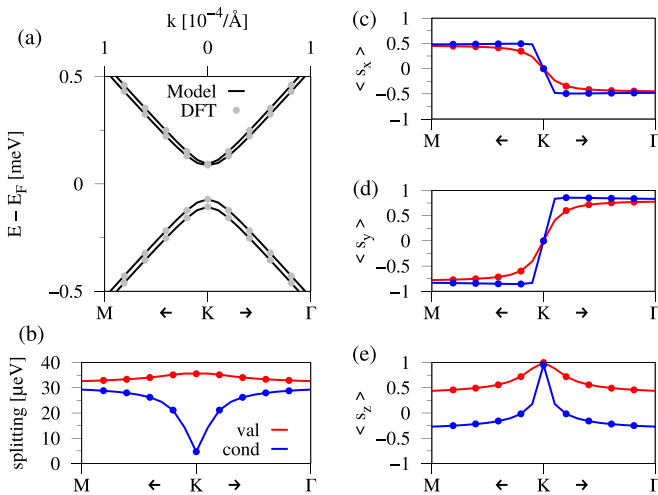 (a)
k [10⁻⁴/Å]
1 0 1
E − E_F [meV]
0.5
0
−0.5
Model
DFT
M ← K → Γ
(b)
splitting [μeV]
40
30
20
10
0
val
cond
M ← K → Γ
(c)
< s_x >
1
0.5
0
−0.5
−1
M ← K → Γ
(d)
< s_y >
1
0.5
0
−0.5
−1
M ← K → Γ
(e)
< s_z >
1
0.5
0
−0.5
−1
M ← K → Γ